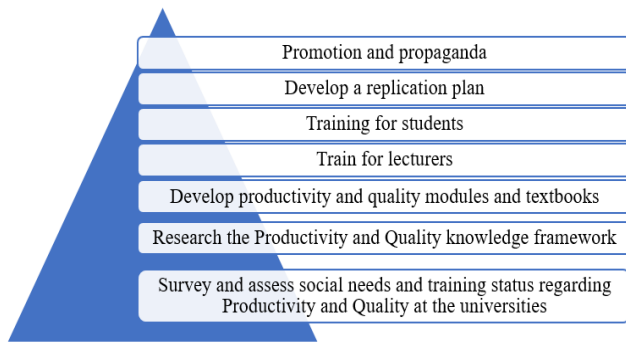 Promotion and propaganda
Develop a replication plan
Training for students
Train for lecturers
Develop productivity and quality modules and textbooks
Research the Productivity and Quality knowledge framework
Survey and assess social needs and training status regarding
Productivity and Quality at the universities